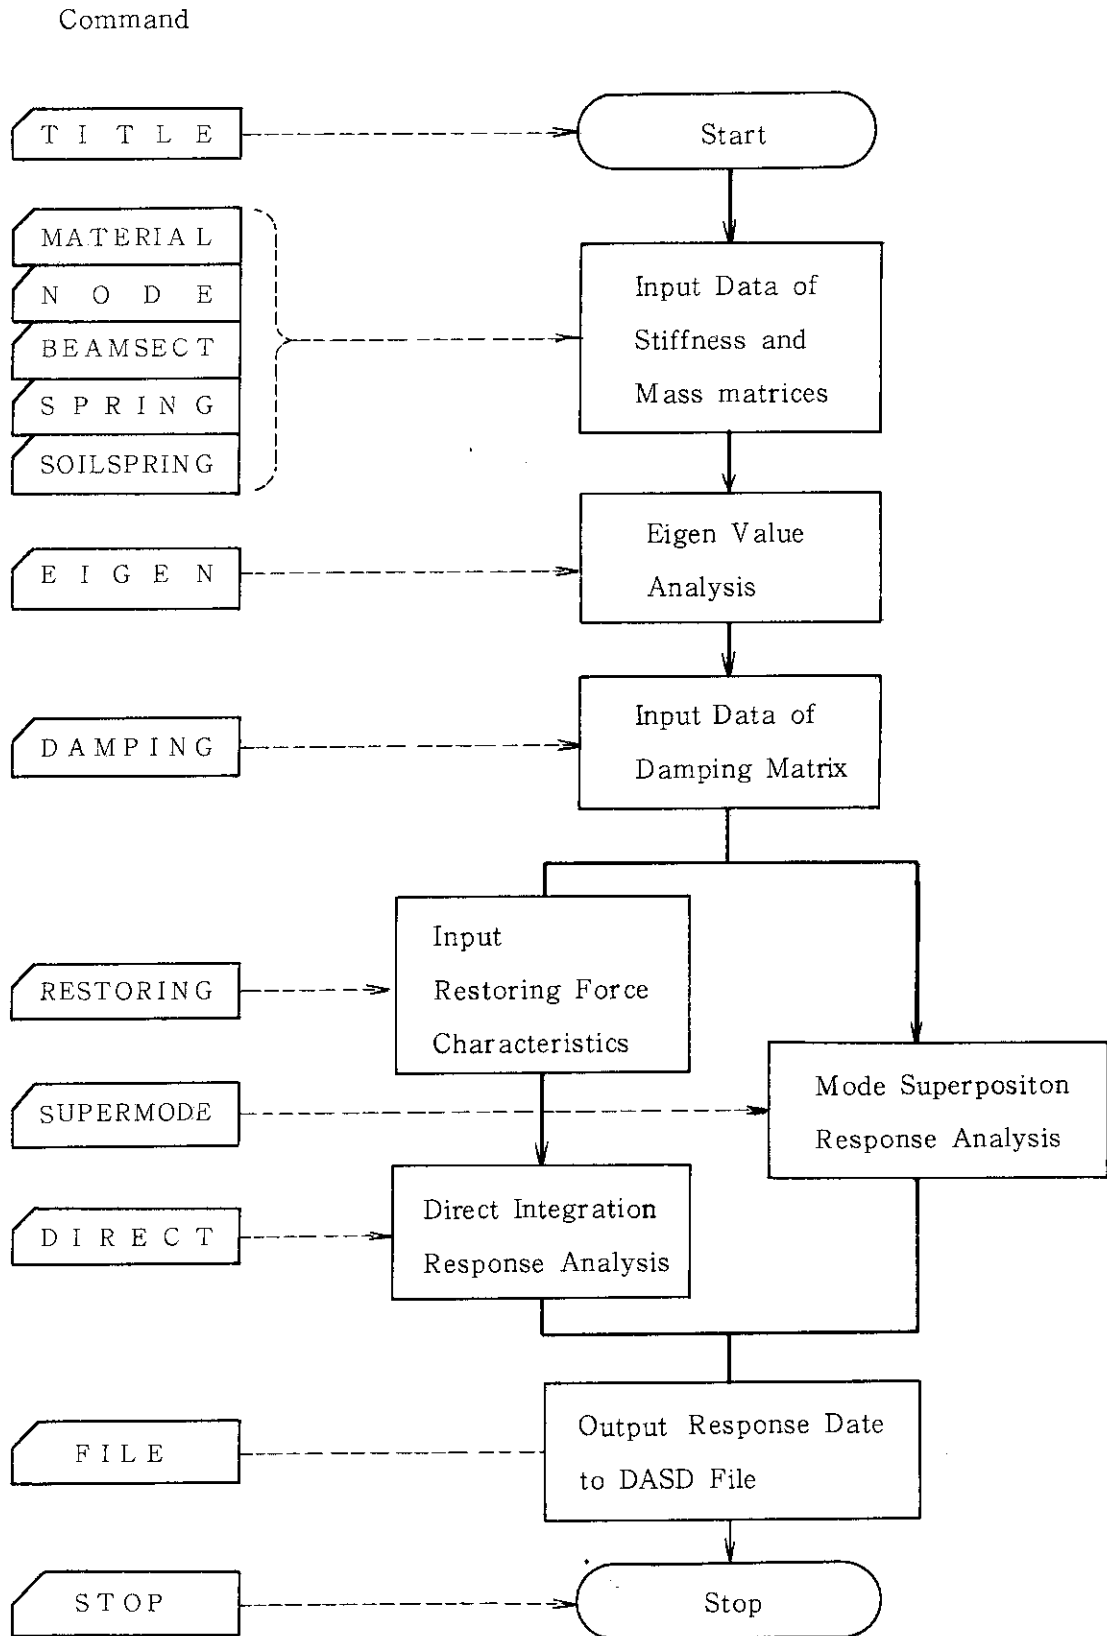 Command
TITLE
Start
MATERIAL
NODE
BEAMSECT
SPRING
SOILSPRING
Input Data of
Stiffness and
Mass matrices
EIGEN
Eigen Value
Analysis
DAMPING
Input Data of
Damping Matrix
RESTORING
Input
Restoring Force
Characteristics
SUPERMODE
Mode Superpositon
Response Analysis
DIRECT
Direct Integration
Response Analysis
FILE
Output Response Date
to DASD File
STOP
Stop